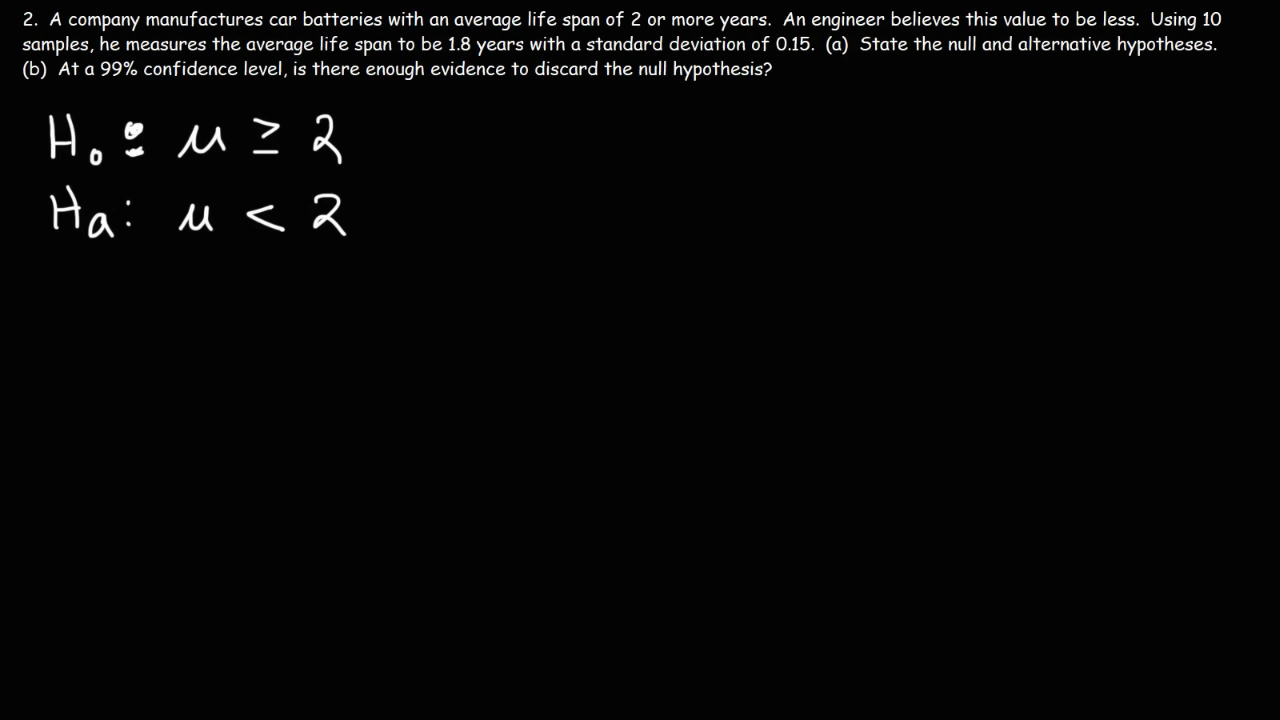 2. A company manufactures car batteries with an average life span of 2 or more years. An engineer believes this value to be less. Using 10
samples, he measures the average life span to be 1.8 years with a standard deviation of 0.15. (a) State the null and alternative hypotheses.
(b) At a 99% confidence level, is there enough evidence to discard the null hypothesis?
H₀: μ ≥ 2
Hₐ: μ < 2